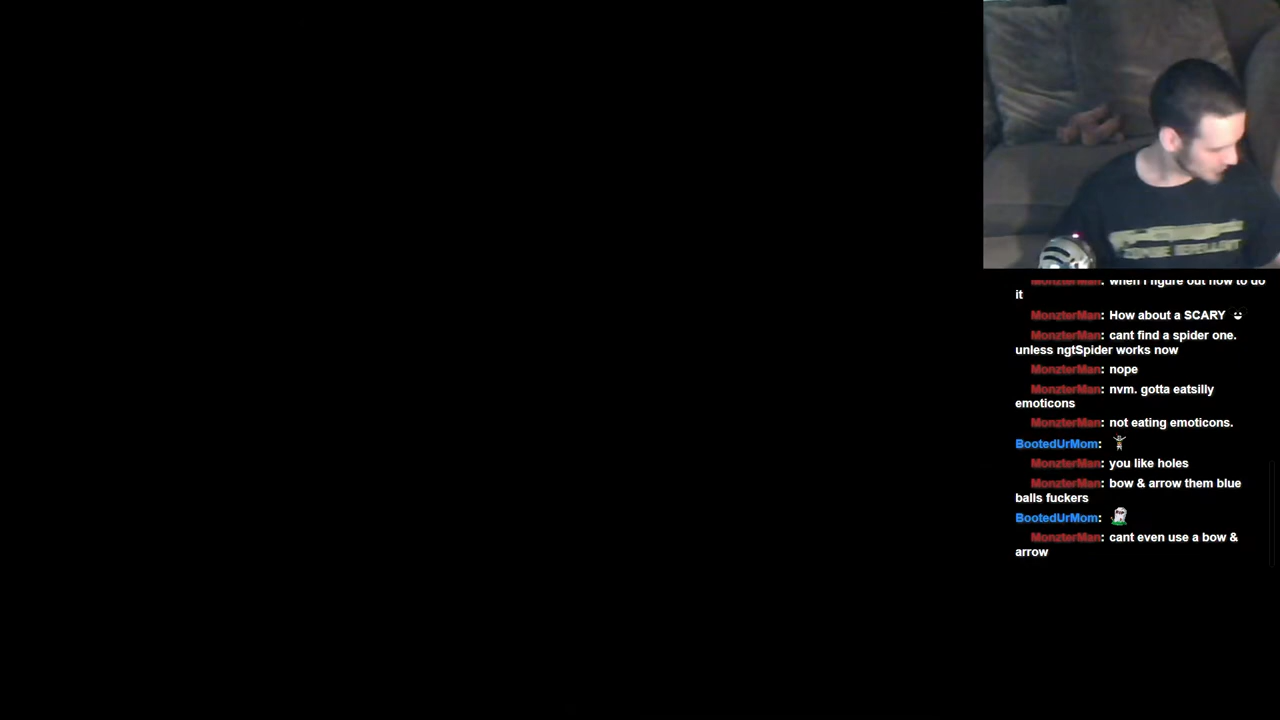 MonzterMan: when I figure out how to do
it
MonzterMan: How about a SCARY
MonzterMan: cant find a spider one.
unless ngtSpider works now
MonzterMan: nope
MonzterMan: nvm. gotta eatsilly
emoticons
MonzterMan: not eating emoticons.
BootedUrMom:
MonzterMan: you like holes
MonzterMan: bow & arrow them blue
balls fuckers
BootedUrMom:
MonzterMan: cant even use a bow &
arrow